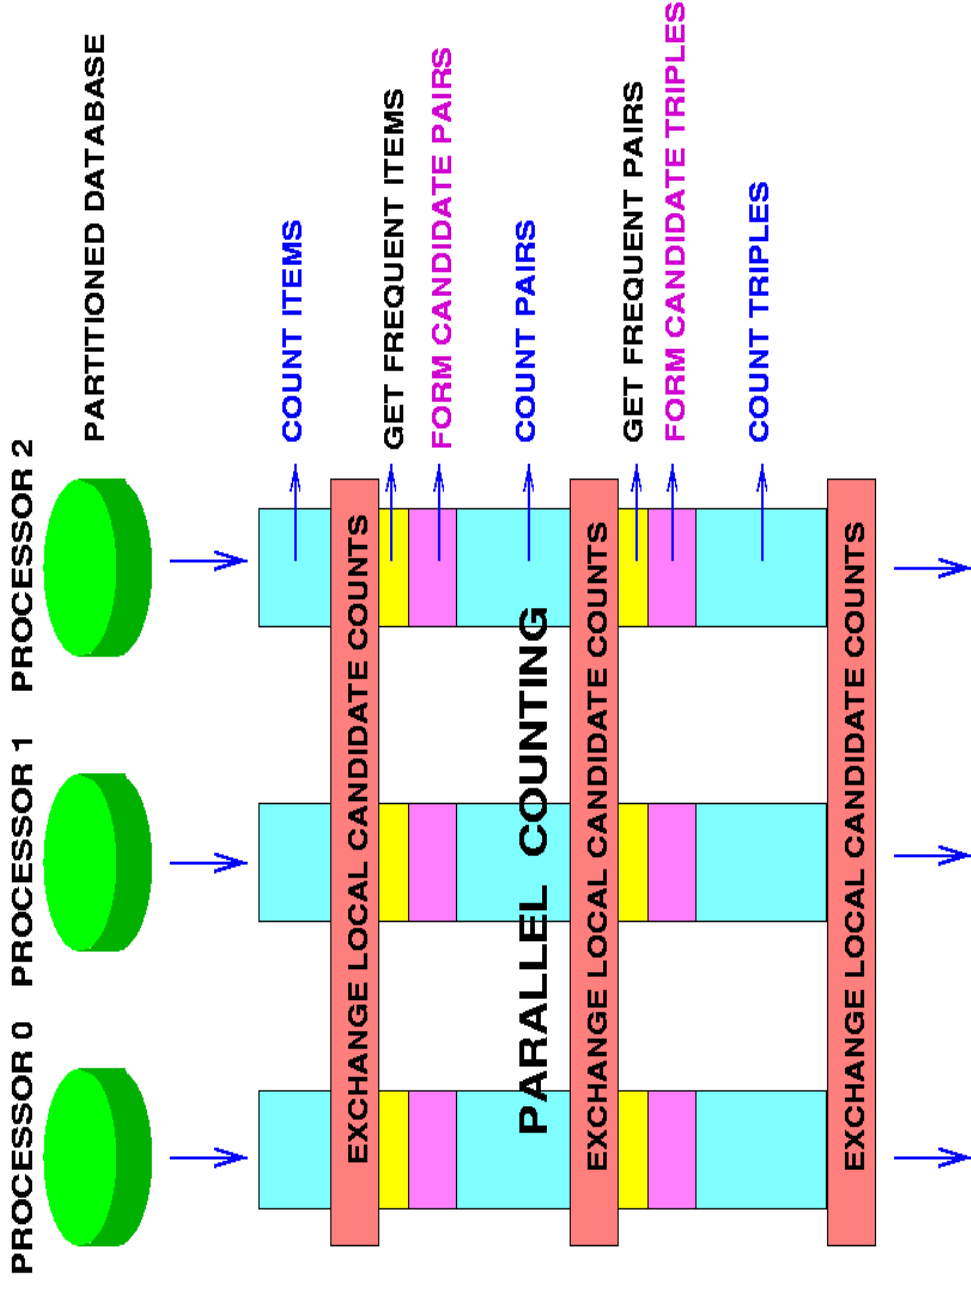 PROCESSOR 0
PROCESSOR 1
PROCESSOR 2
PARTITIONED DATABASE
COUNT ITEMS
EXCHANGE LOCAL CANDIDATE COUNTS
GET FREQUENT ITEMS
FORM CANDIDATE PAIRS
PARALLEL COUNTING
COUNT PAIRS
EXCHANGE LOCAL CANDIDATE COUNTS
GET FREQUENT PAIRS
FORM CANDIDATE TRIPLES
COUNT TRIPLES
EXCHANGE LOCAL CANDIDATE COUNTS